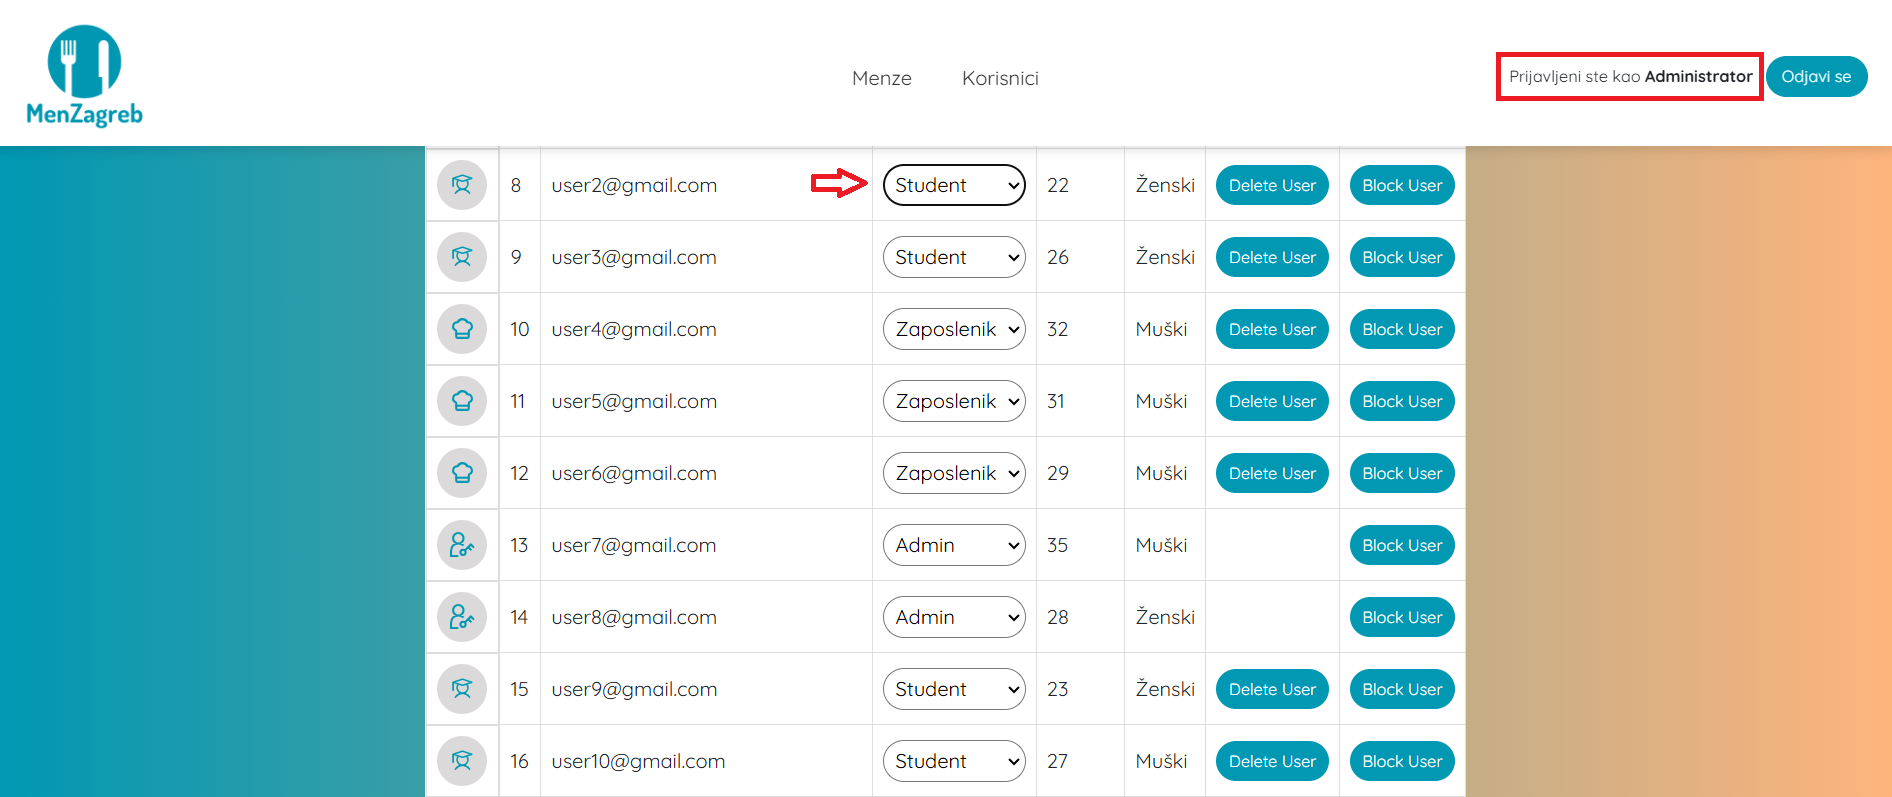 MenZagreb
Menze Korisnici
Prijavljeni ste kao Administrator Odjavi se
8 user2@gmail.com Student 22 Ženski Delete User Block User
9 user3@gmail.com Student 26 Ženski Delete User Block User
10 user4@gmail.com Zaposlenik 32 Muški Delete User Block User
11 user5@gmail.com Zaposlenik 31 Muški Delete User Block User
12 user6@gmail.com Zaposlenik 29 Muški Delete User Block User
13 user7@gmail.com Admin 35 Muški Block User
14 user8@gmail.com Admin 28 Ženski Block User
15 user9@gmail.com Student 23 Ženski Delete User Block User
16 user10@gmail.com Student 27 Muški Delete User Block User